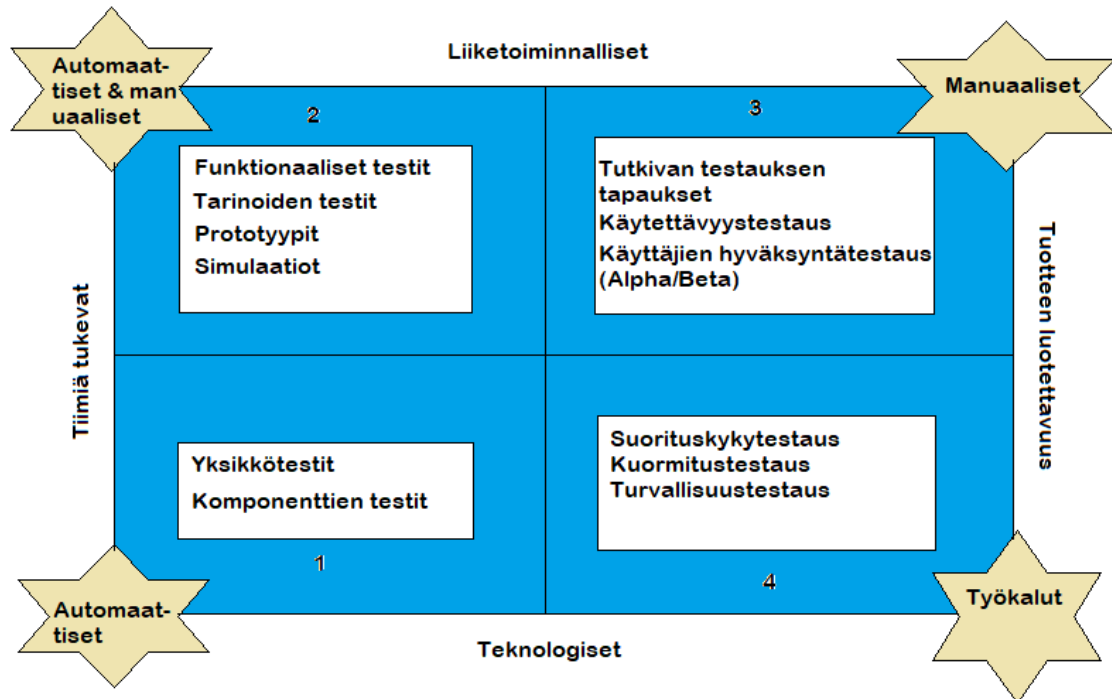 Liiketoiminnalliset
Automaat-
tiset & man
uaaliset
Manuaaliset
2
3
Funktionaaliset testit
Tarinoiden testit
Prototyypit
Simulaatiot
Tutkivan testauksen
tapaukset
Käytettävyystestaus
Käyttäjien hyväksyntätestaus
(Alpha/Beta)
Tiimiä tukevat
Tuotteen luotettavuus
Yksikkötestit
Komponenttien testit
Suorituskykytestaus
Kuormitustestaus
Turvallisuustestaus
1
4
Automaat-
tiset
Työkalut
Teknologiset